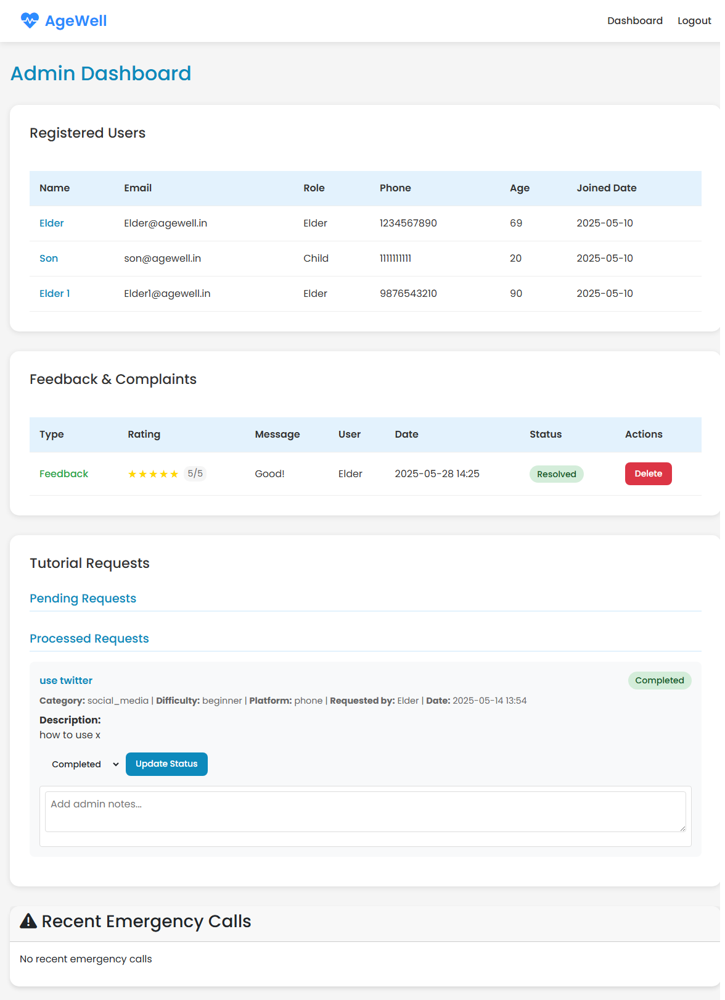 AgeWell
Dashboard Logout
Admin Dashboard
Registered Users
Name Email Role Phone Age Joined Date
Elder Elder@agewell.in Elder 1234567890 69 2025-05-10
Son son@agewell.in Child 1111111111 20 2025-05-10
Elder 1 Elder1@agewell.in Elder 9876543210 90 2025-05-10
Feedback & Complaints
Type Rating Message User Date Status Actions
Feedback ★★★★★ 5/5 Good! Elder 2025-05-28 14:25 Resolved Delete
Tutorial Requests
Pending Requests
Processed Requests
use twitter Completed
Category: social_media | Difficulty: beginner | Platform: phone | Requested by: Elder | Date: 2025-05-14 13:54
Description:
how to use x
Completed Update Status
Add admin notes...
Recent Emergency Calls
No recent emergency calls